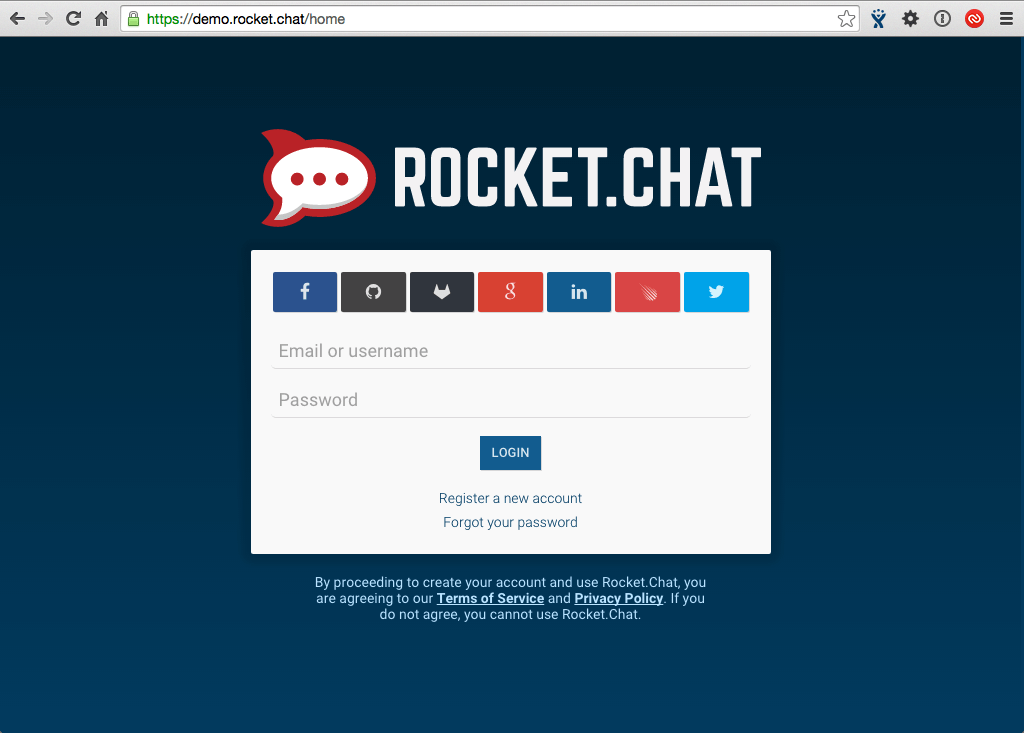 https://demo.rocket.chat/home
ROCKET.CHAT
Email or username
Password
LOGIN
Register a new account
Forgot your password
By proceeding to create your account and use Rocket.Chat, you
are agreeing to our Terms of Service and Privacy Policy. If you
do not agree, you cannot use Rocket.Chat.